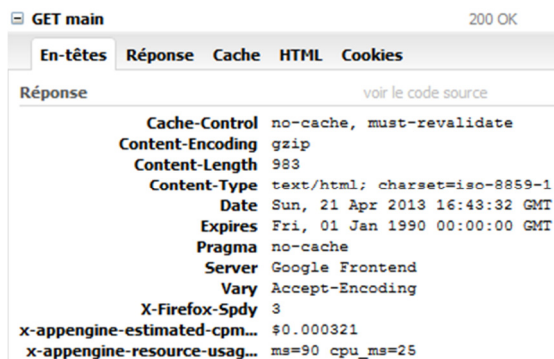 GET main 200 OK
En-têtes Réponse Cache HTML Cookies
Réponse voir le code source
Cache-Control no-cache, must-revalidate
Content-Encoding gzip
Content-Length 983
Content-Type text/html; charset=iso-8859-1
Date Sun, 21 Apr 2013 16:43:32 GMT
Expires Fri, 01 Jan 1990 00:00:00 GMT
Pragma no-cache
Server Google Frontend
Vary Accept-Encoding
X-Firefox-Spdy 3
x-appengine-estimated-cpm... $0.000321
x-appengine-resource-usag... ms=90 cpu_ms=25